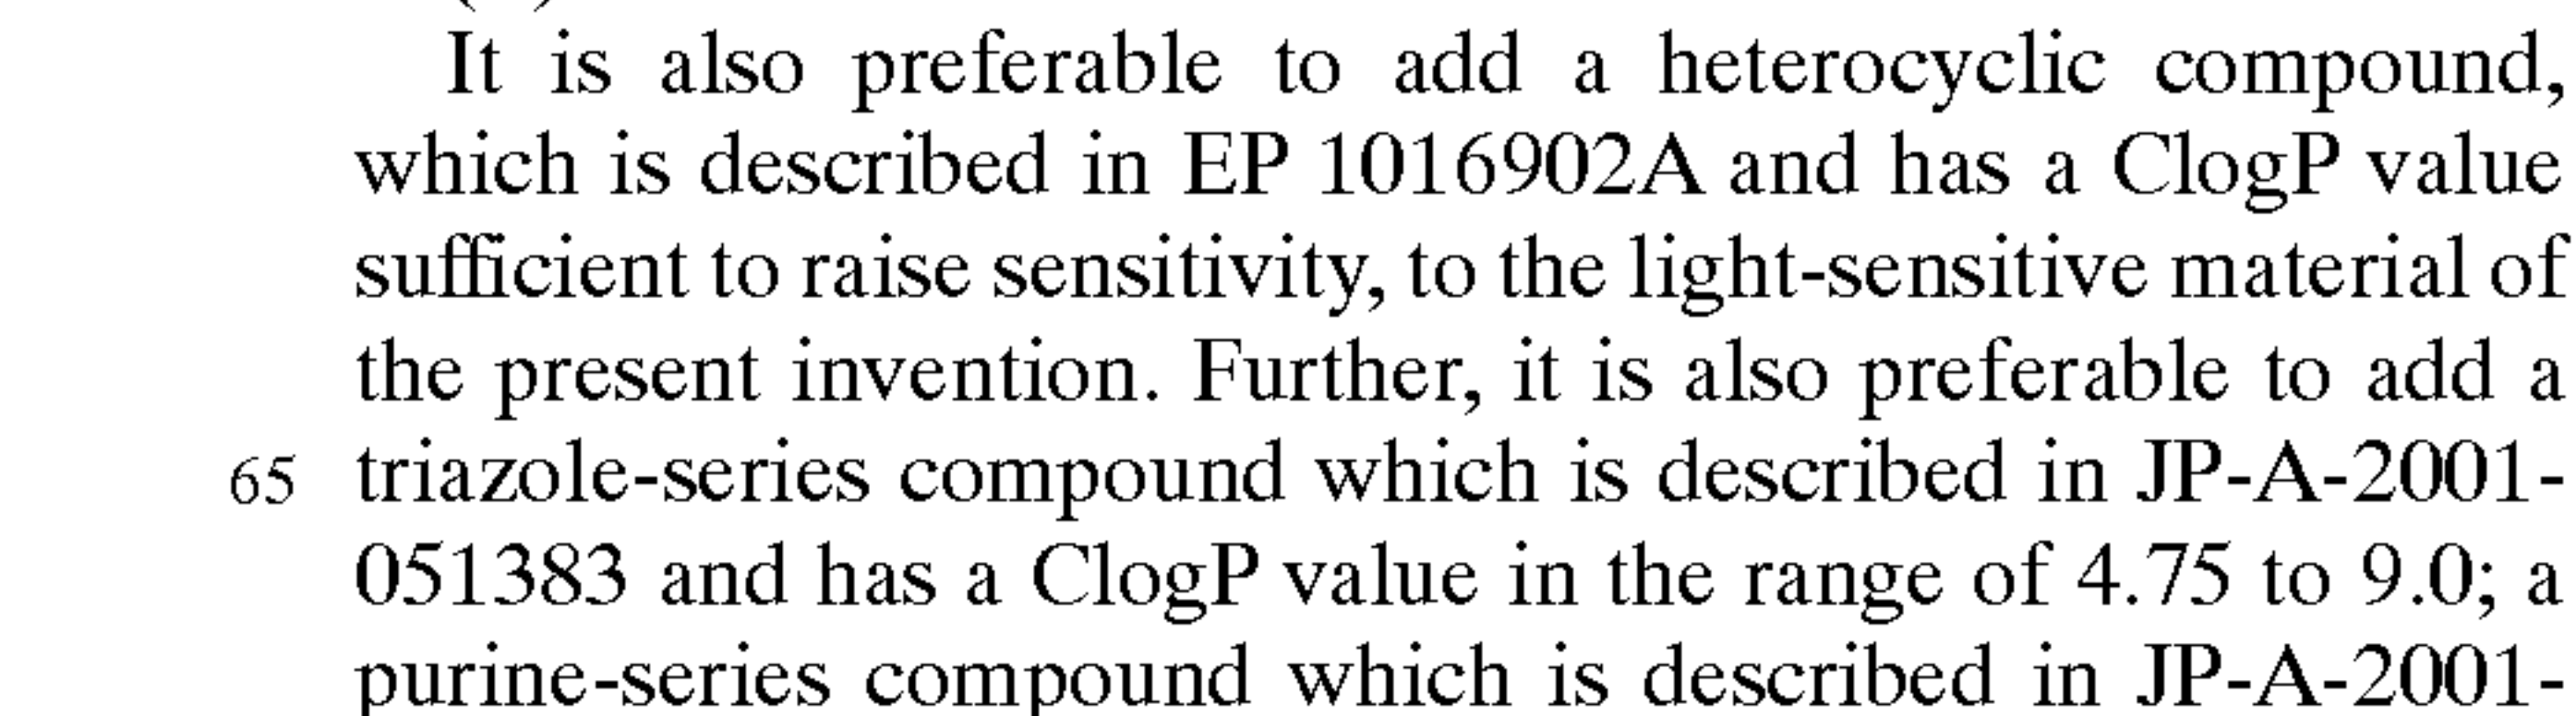 It is also preferable to add a heterocyclic compound,
which is described in EP 1016902A and has a ClogP value
sufficient to raise sensitivity, to the light-sensitive material of
the present invention. Further, it is also preferable to add a
65 triazole-series compound which is described in JP-A-2001-
051383 and has a ClogP value in the range of 4.75 to 9.0; a
purine-series compound which is described in JP-A-2001-